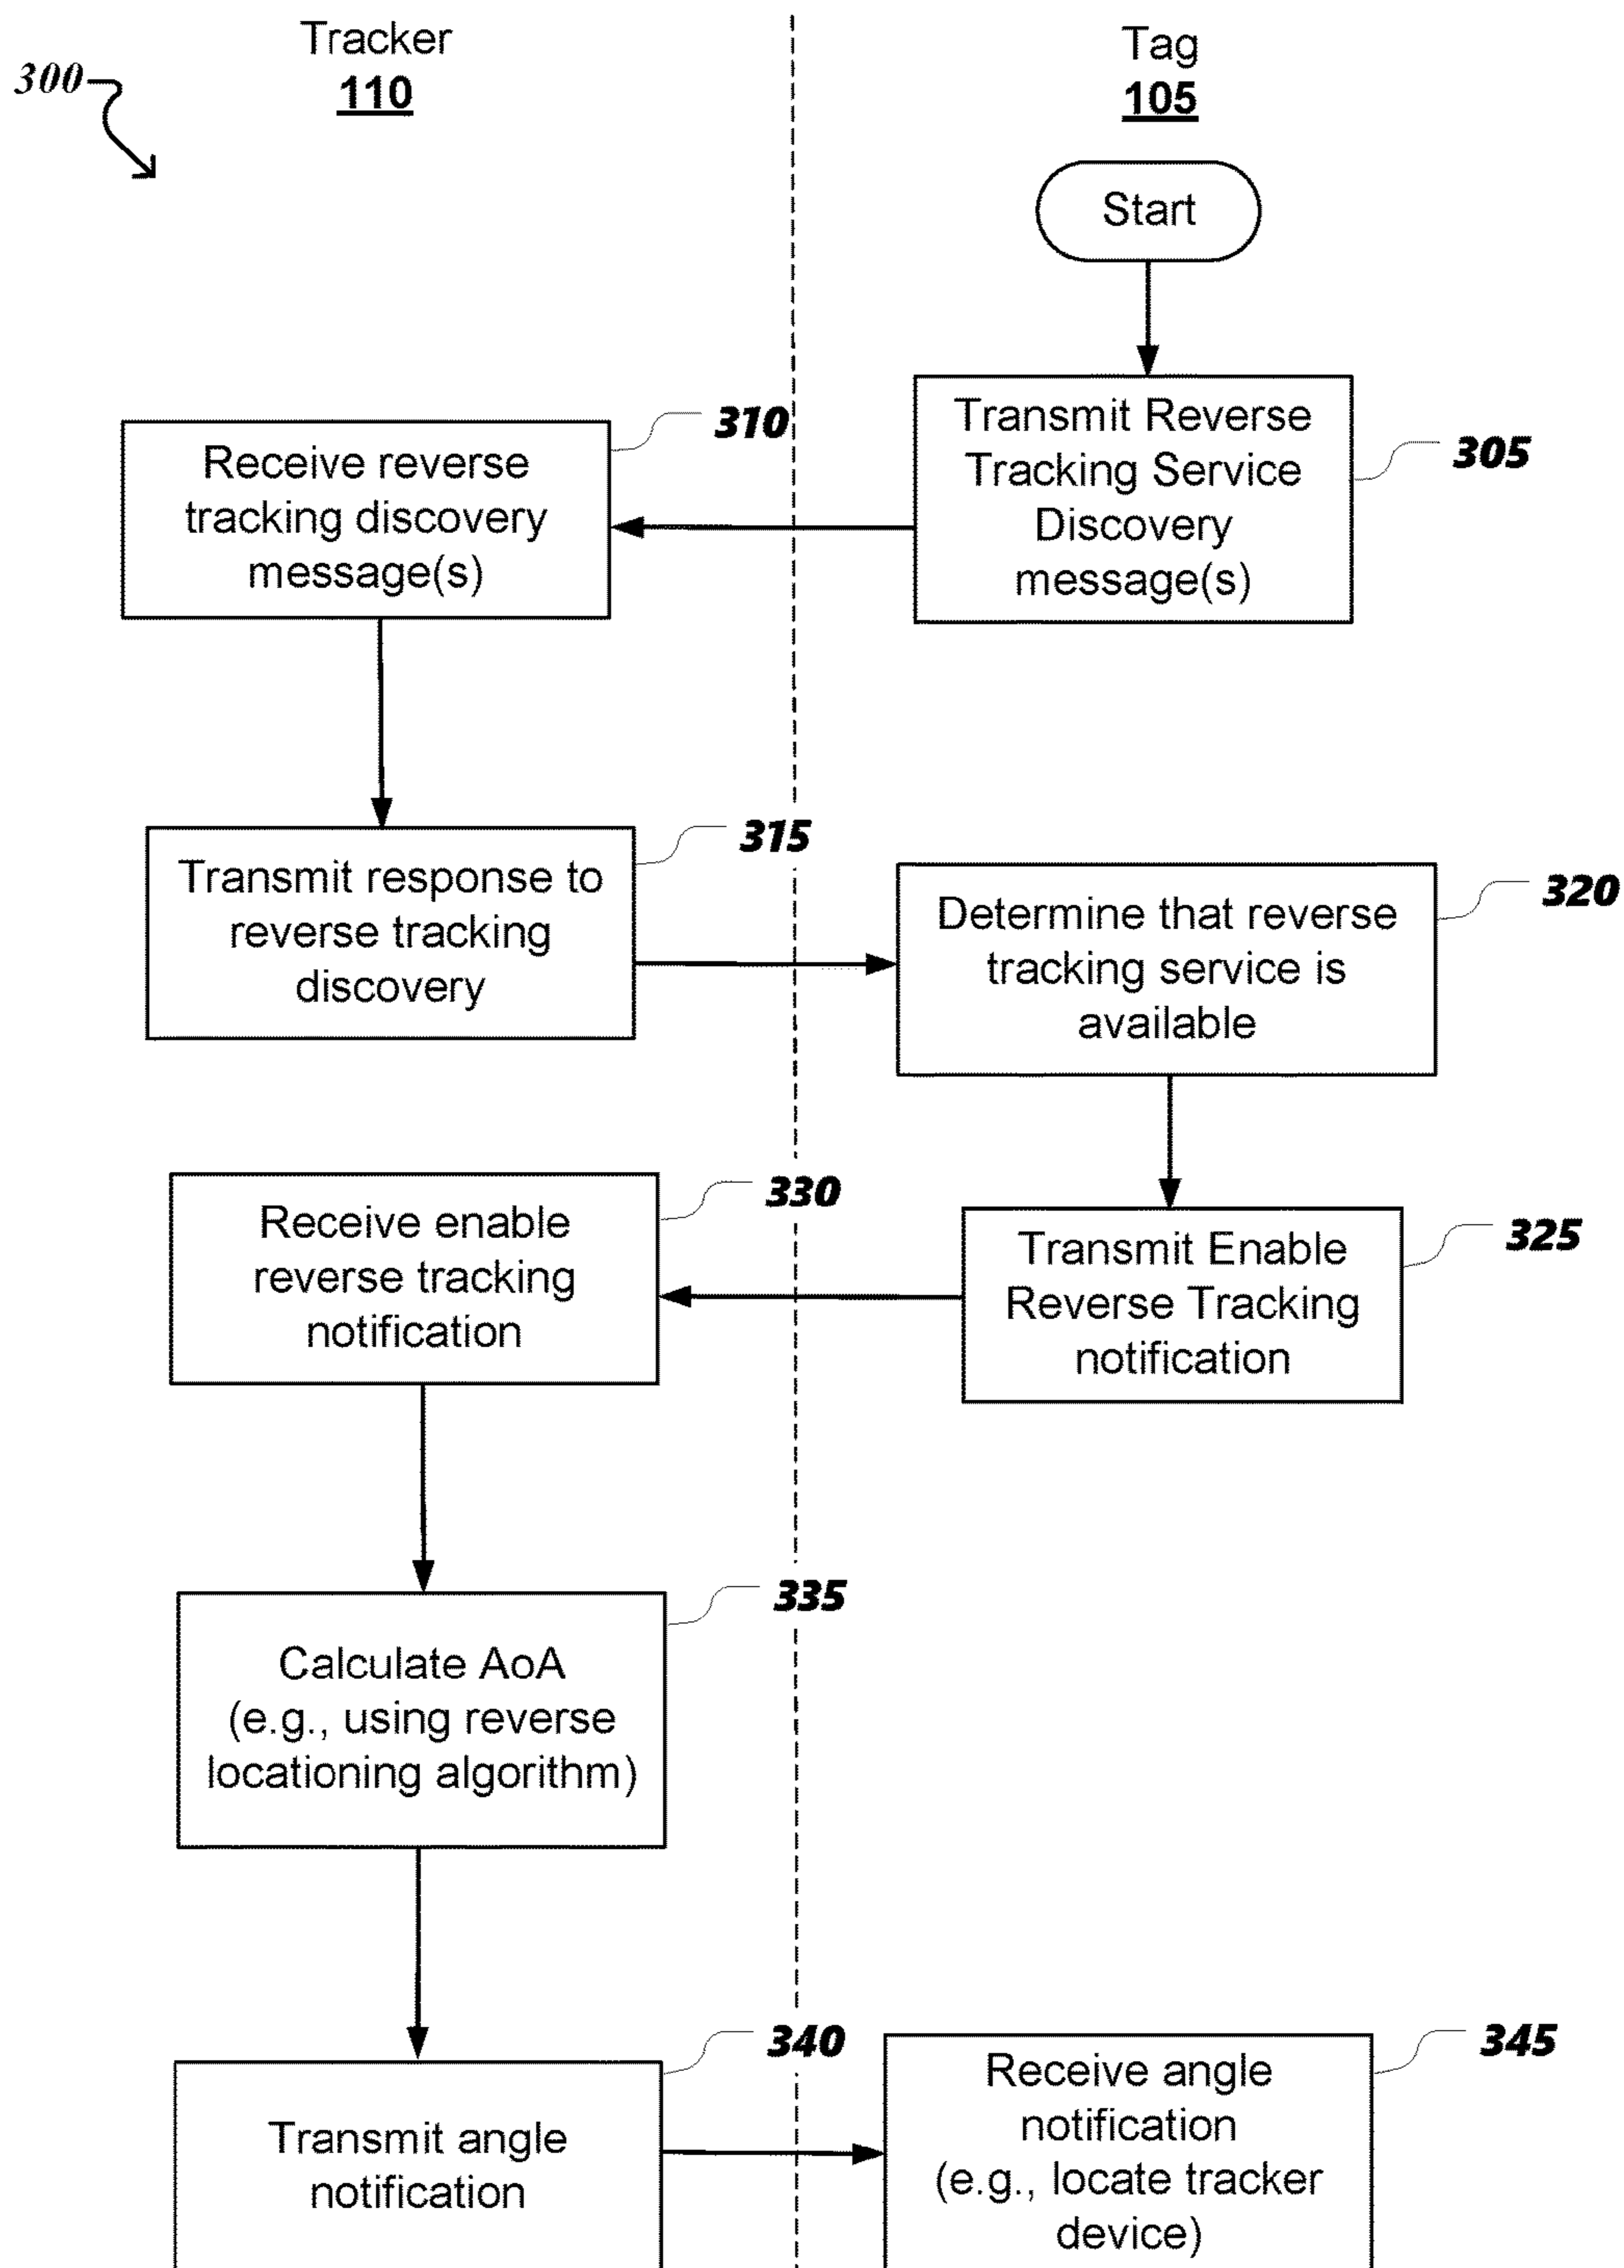 Tracker
110
Tag
105
300
Start
Transmit Reverse
Tracking Service
Discovery
message(s)
305
310
Receive reverse
tracking discovery
message(s)
315
Transmit response to
reverse tracking
discovery
320
Determine that reverse
tracking service is
available
325
Transmit Enable
Reverse Tracking
notification
330
Receive enable
reverse tracking
notification
335
Calculate AoA
(e.g., using reverse
locationing algorithm)
340
Transmit angle
notification
345
Receive angle
notification
(e.g., locate tracker
device)